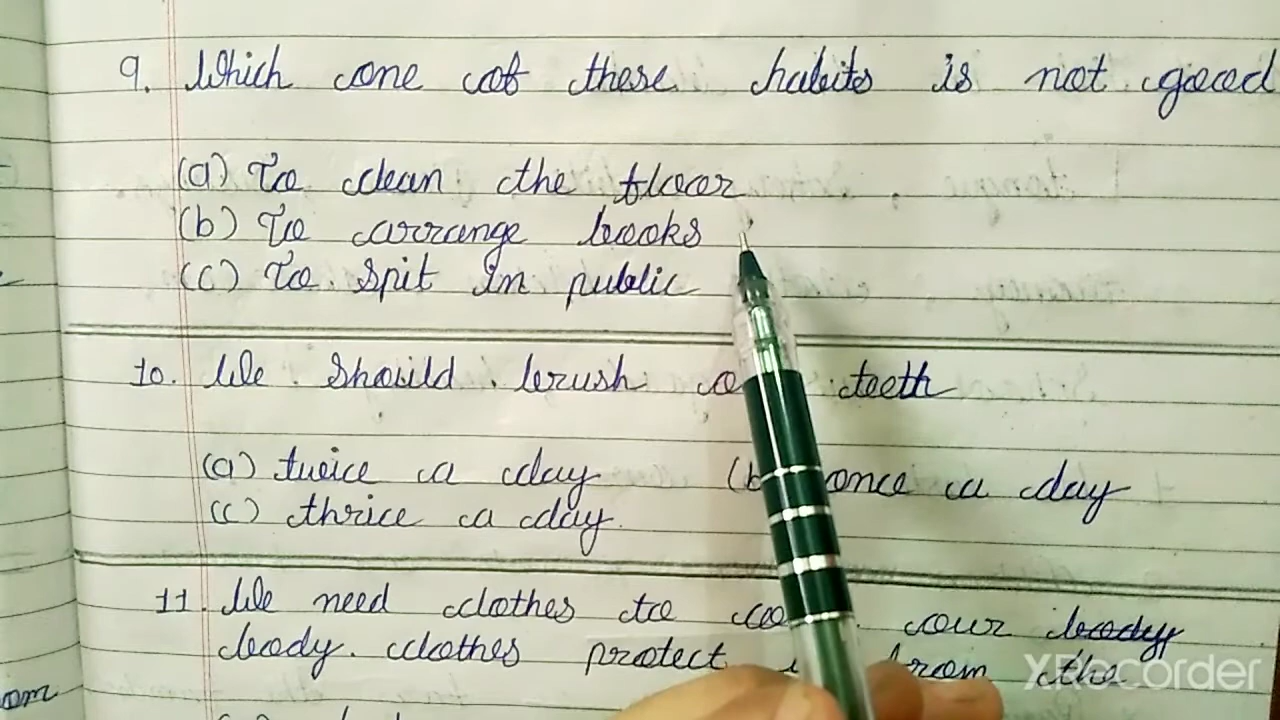 9. Which one of these habits is not good
(a) To clean the floor
(b) To arrange books
(c) To spit in public
10. We should brush teeth
(a) twice a day (b) once a day
(c) thrice a day.
11. We need clothes to our body
body. clothes protect from the
om
XRecorder